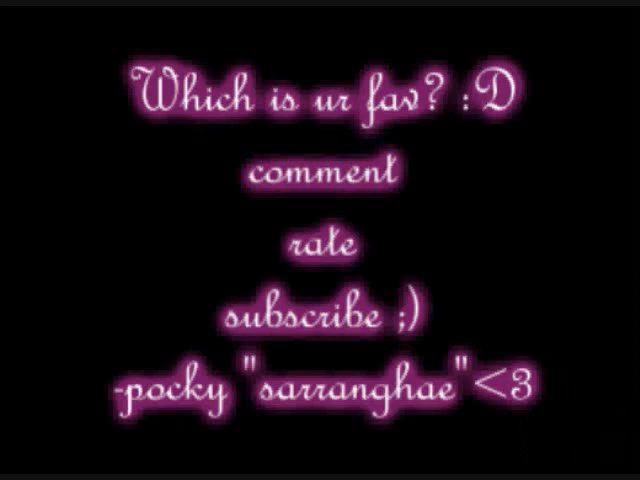 Which is ur fav? :D
comment
rate
subscribe ;)
-pocky "sarranghae"<3